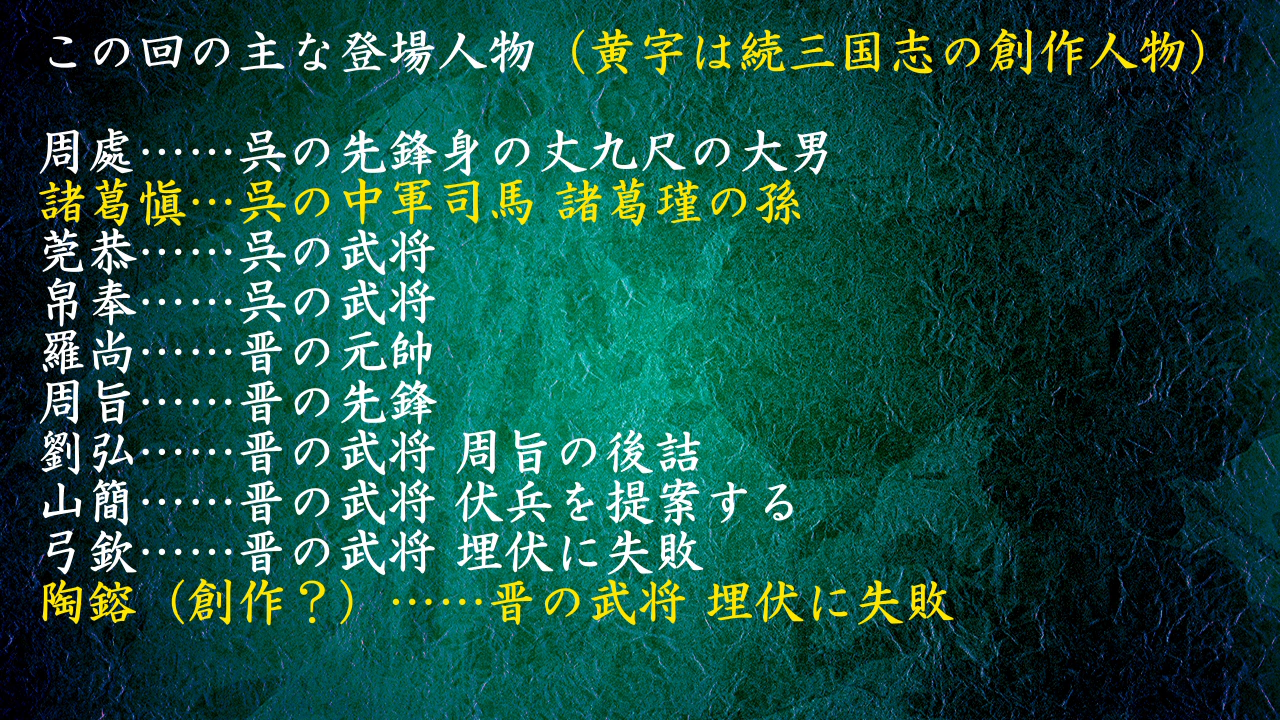 この回の主な登場人物（黄字は続三国志の創作人物）
周處……呉の先鋒身の丈九尺の大男
諸葛愼…呉の中軍司馬 諸葛瑾の孫
莞恭……呉の武将
帛奉……呉の武将
羅尚……晋の元帥
周旨……晋の先鋒
劉弘……晋の武将 周旨の後詰
山簡……晋の武将 伏兵を提案する
弓欽……晋の武将 埋伏に失敗
陶鎔（創作？）……晋の武将 埋伏に失敗